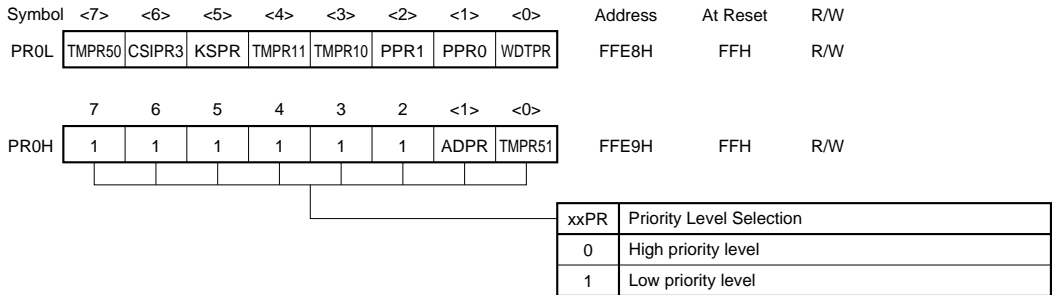 Symbol <7> <6> <5> <4> <3> <2> <1> <0> Address At Reset R/W
PR0L TMPR50 CSIPR3 KSPR TMPR11 TMPR10 PPR1 PPR0 WDTPR FFE8H FFH R/W
7 6 5 4 3 2 <1> <0>
PR0H 1 1 1 1 1 1 ADPR TMPR51 FFE9H FFH R/W
xxPR Priority Level Selection
0 High priority level
1 Low priority level